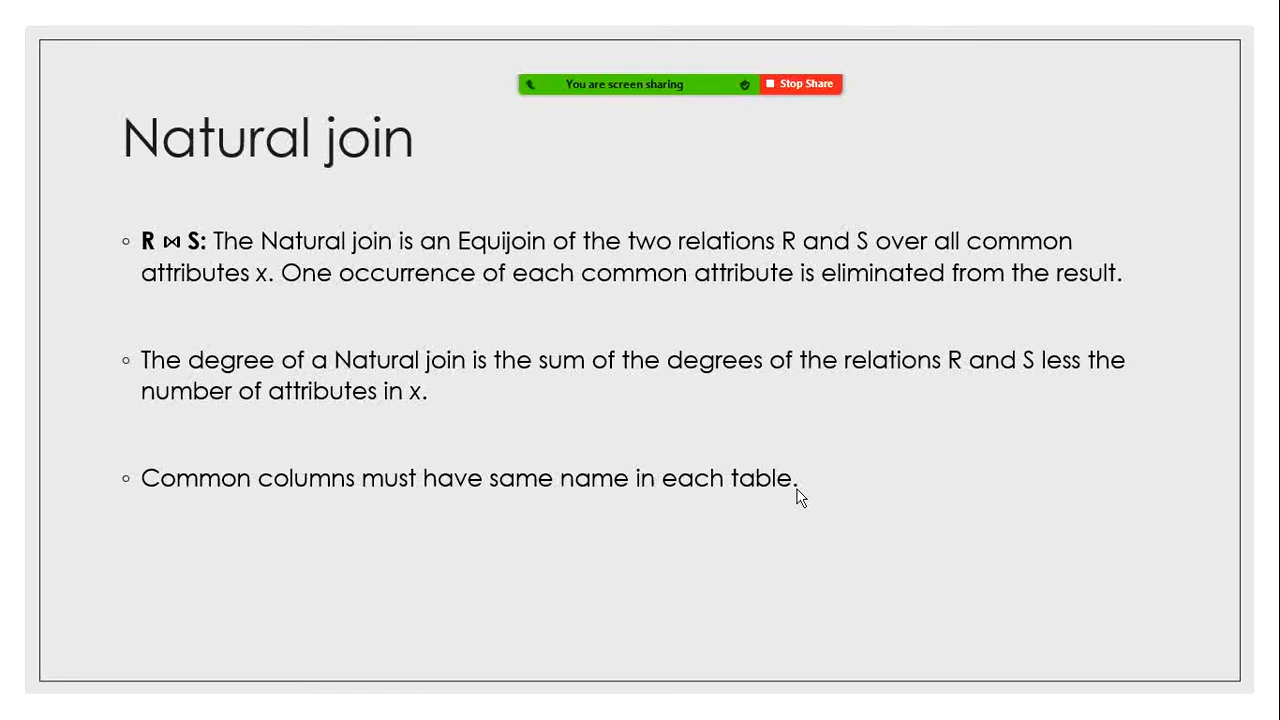 You are screen sharing
Stop Share
Natural join
◦ R ⋈ S: The Natural join is an Equijoin of the two relations R and S over all common
attributes x. One occurrence of each common attribute is eliminated from the result.
◦ The degree of a Natural join is the sum of the degrees of the relations R and S less the
number of attributes in x.
◦ Common columns must have same name in each table.